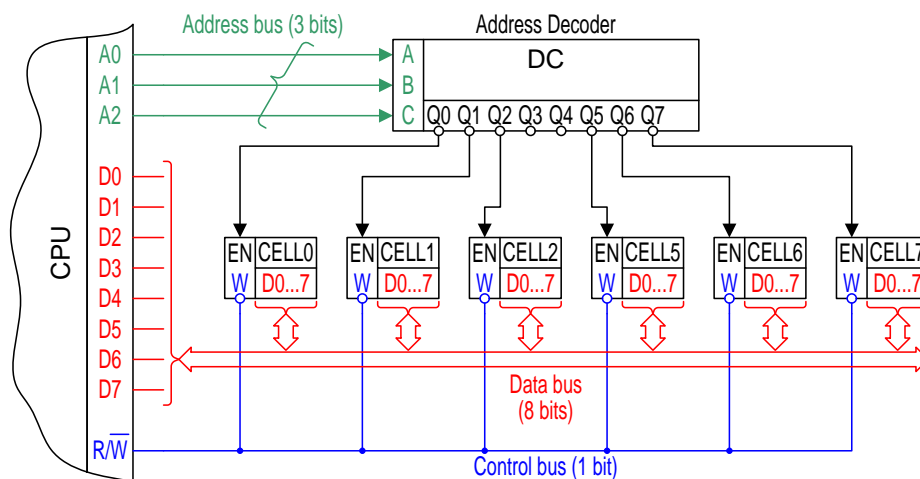 Address bus (3 bits)
Address Decoder
A0
A1
A2
A
B
C
DC
Q0 Q1 Q2 Q3 Q4 Q5 Q6 Q7
CPU
D0
D1
D2
D3
D4
D5
D6
D7
R/W̅
EN CELL0
W D0...7
EN CELL1
W D0...7
EN CELL2
W D0...7
EN CELL5
W D0...7
EN CELL6
W D0...7
EN CELL7
W D0...7
Data bus
(8 bits)
Control bus (1 bit)